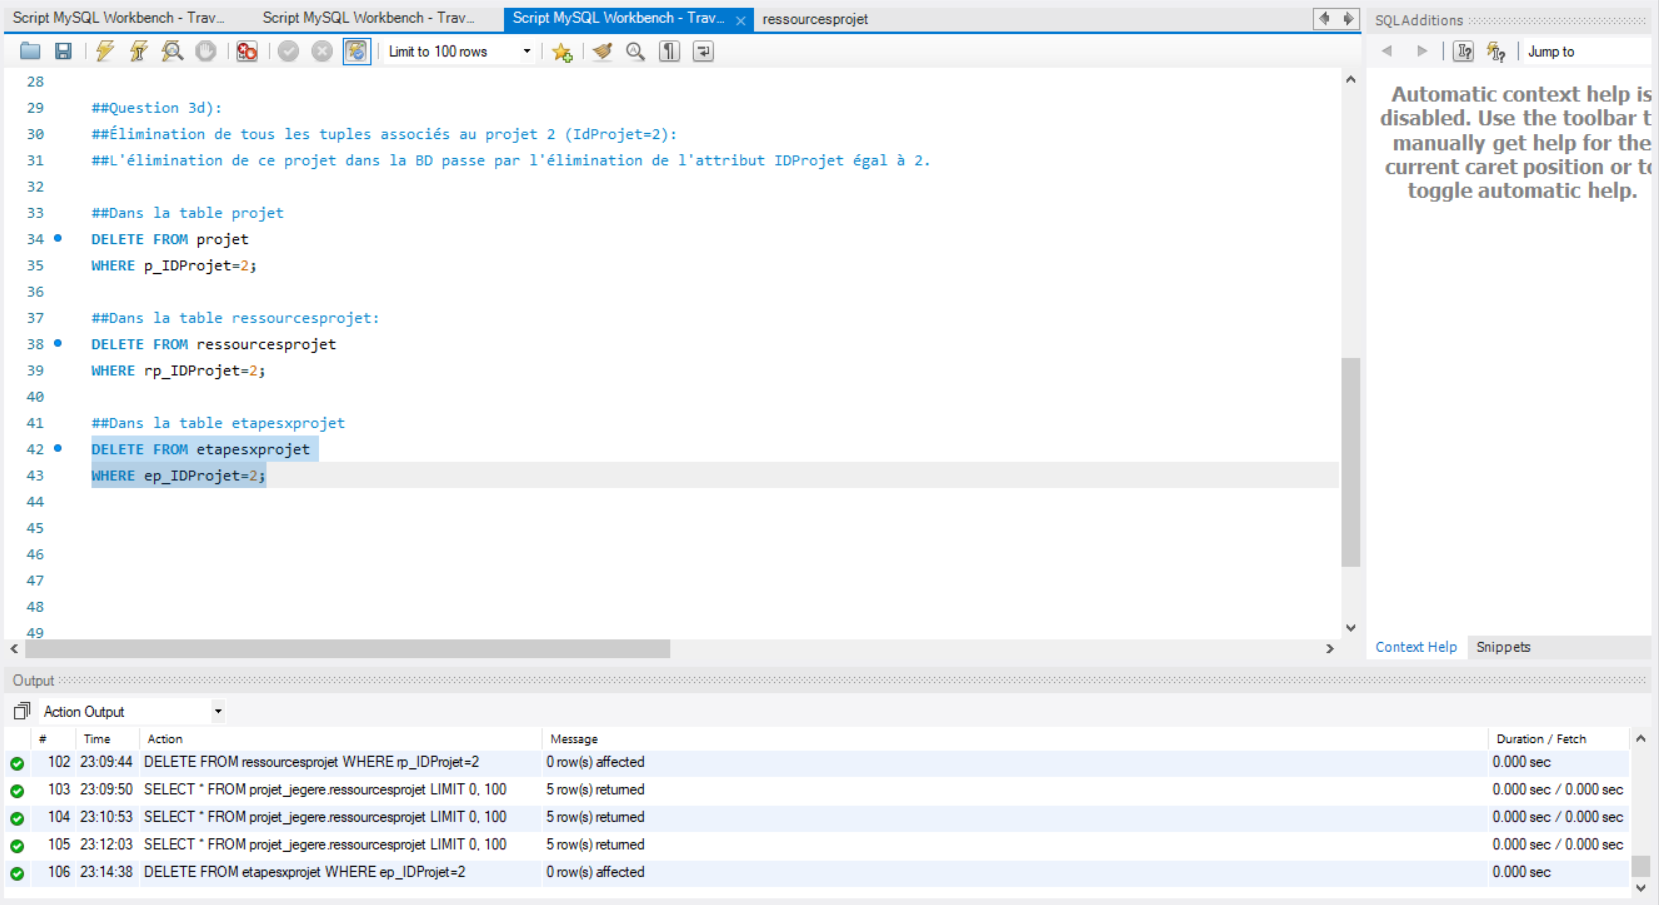 Script MySQL Workbench - Trav...
Script MySQL Workbench - Trav...
Script MySQL Workbench - Trav...
ressourcesprojet
SQLAdditions
Limit to 100 rows
Jump to
28
29 ##Question 3d):
30 ##Élimination de tous les tuples associés au projet 2 (IdProjet=2):
31 ##L'élimination de ce projet dans la BD passe par l'élimination de l'attribut IDProjet égal à 2.
32
33 ##Dans la table projet
34 DELETE FROM projet
35 WHERE p_IDProjet=2;
36
37 ##Dans la table ressourcesprojet:
38 DELETE FROM ressourcesprojet
39 WHERE rp_IDProjet=2;
40
41 ##Dans la table etapesxprojet
42 DELETE FROM etapesxprojet
43 WHERE ep_IDProjet=2;
44
45
46
47
48
49
Automatic context help is
disabled. Use the toolbar t
manually get help for the
current caret position or to
toggle automatic help.
Context Help Snippets
Output
Action Output
# Time Action Message Duration / Fetch
102 23:09:44 DELETE FROM ressourcesprojet WHERE rp_IDProjet=2 0 row(s) affected 0.000 sec
103 23:09:50 SELECT * FROM projet_jegere.ressourcesprojet LIMIT 0, 100 5 row(s) returned 0.000 sec / 0.000 sec
104 23:10:53 SELECT * FROM projet_jegere.ressourcesprojet LIMIT 0, 100 5 row(s) returned 0.000 sec / 0.000 sec
105 23:12:03 SELECT * FROM projet_jegere.ressourcesprojet LIMIT 0, 100 5 row(s) returned 0.000 sec / 0.000 sec
106 23:14:38 DELETE FROM etapesxprojet WHERE ep_IDProjet=2 0 row(s) affected 0.000 sec